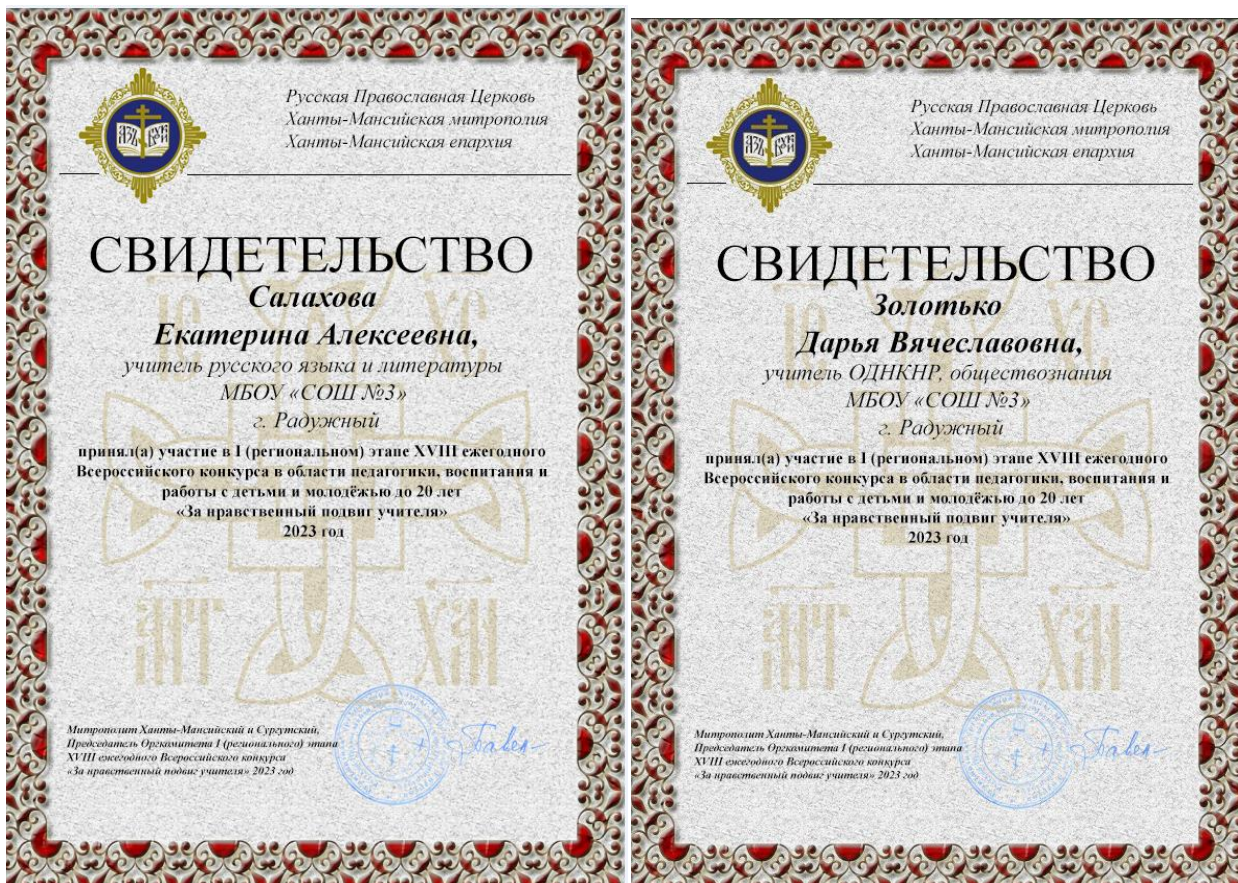 Русская Православная Церковь
Ханты-Мансийская митрополия
Ханты-Мансийская епархия
АЗЪ БУКИ
СВИДЕТЕЛЬСТВО
Салахова
Екатерина Алексеевна,
учитель русского языка и литературы
МБОУ «СОШ №3»
г. Радужный
принял(а) участие в I (региональном) этапе XVIII ежегодного
Всероссийского конкурса в области педагогики, воспитания и
работы с детьми и молодёжью до 20 лет
«За нравственный подвиг учителя»
2023 год
Митрополит Ханты-Мансийский и Сургутский,
Председатель Оргкомитета I (регионального) этапа
XVIII ежегодного Всероссийского конкурса
«За нравственный подвиг учителя» 2023 год
Павел
Русская Православная Церковь
Ханты-Мансийская митрополия
Ханты-Мансийская епархия
АЗЪ БУКИ
СВИДЕТЕЛЬСТВО
Золотько
Дарья Вячеславовна,
учитель ОДНКНР, обществознания
МБОУ «СОШ №3»
г. Радужный
принял(а) участие в I (региональном) этапе XVIII ежегодного
Всероссийского конкурса в области педагогики, воспитания и
работы с детьми и молодёжью до 20 лет
«За нравственный подвиг учителя»
2023 год
Митрополит Ханты-Мансийский и Сургутский,
Председатель Оргкомитета I (регионального) этапа
XVIII ежегодного Всероссийского конкурса
«За нравственный подвиг учителя» 2023 год
Павел